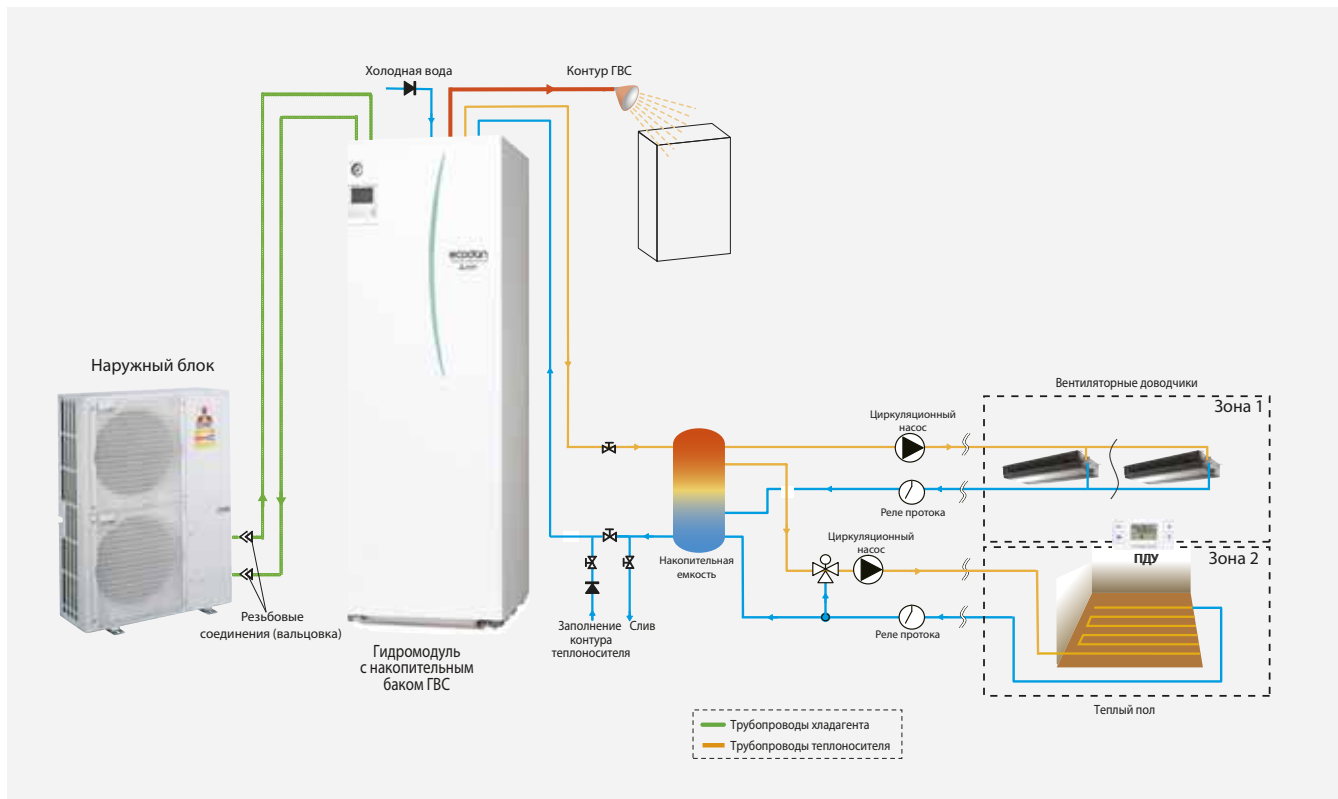 Холодная вода
Контур ГВС
ecodan
Наружный блок
Вентиляторные доводчики
Зона 1
Циркуляционный
насос
Реле протока
Циркуляционный
насос
Накопительная
емкость
ПДУ
Зона 2
Резьбовые
соединения (вальцовка)
Заполнение
контура
теплоносителя
Слив
Реле протока
Гидромодуль
с накопительным
баком ГВС
Теплый пол
Трубопроводы хладагента
Трубопроводы теплоносителя